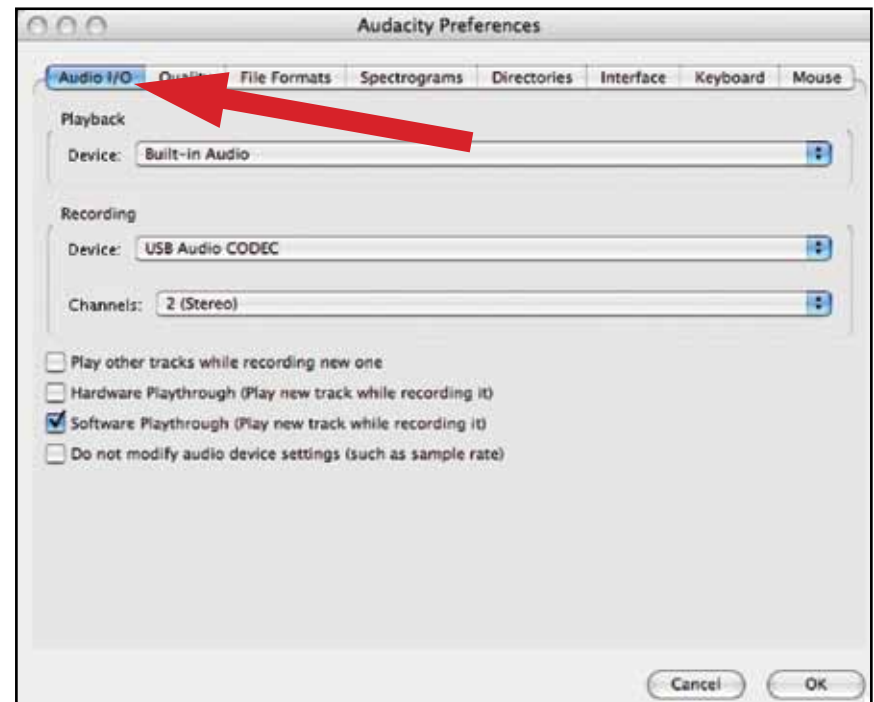 Audacity Preferences
Audio I/O Quality File Formats Spectrograms Directories Interface Keyboard Mouse
Playback
Device: Built-in Audio
Recording
Device: USB Audio CODEC
Channels: 2 (Stereo)
Play other tracks while recording new one
Hardware Playthrough (Play new track while recording it)
Software Playthrough (Play new track while recording it)
Do not modify audio device settings (such as sample rate)
Cancel OK